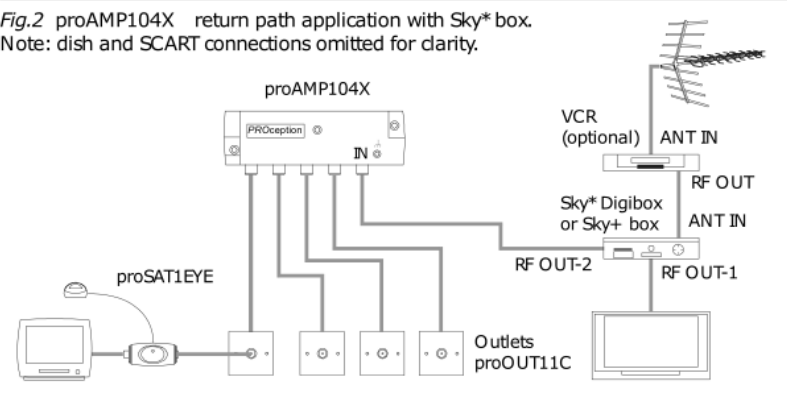 Fig.2 proAMP104X return path application with Sky* box.
Note: dish and SCART connections omitted for clarity.
proAMP104X
VCR
(optional)
ANT IN
PROception
IN
RF OUT
Sky* Digibox
or Sky+ box
ANT IN
RF OUT-2
RF OUT-1
proSAT1EYE
Outlets
proOUT11C